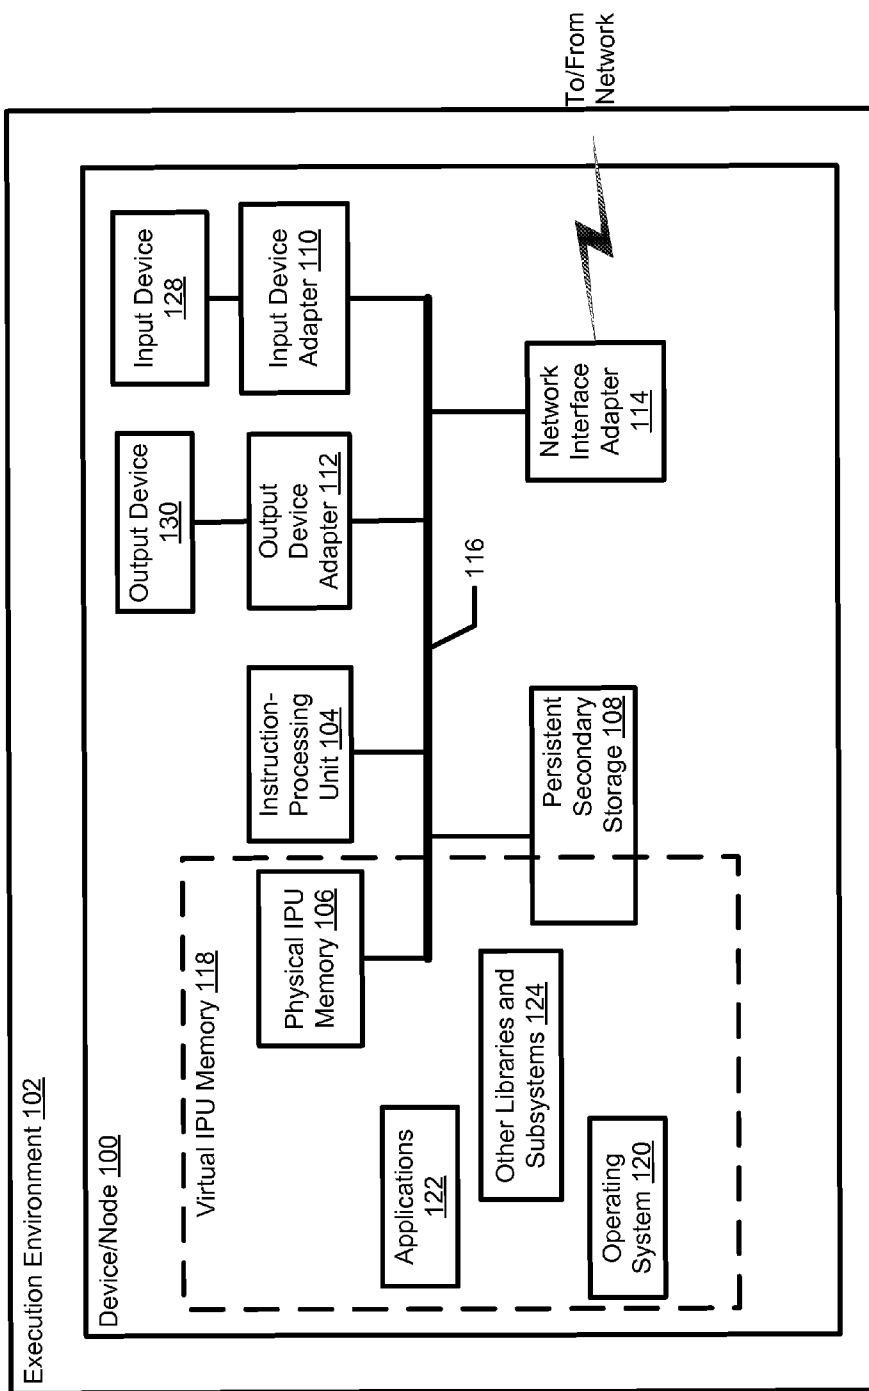 Execution Environment 102
Device/Node 100
Virtual IPU Memory 118
Physical IPU
Memory 106
Instruction-
Processing
Unit 104
Output Device
130
Output
Device
Adapter 112
Input Device
128
Input Device
Adapter 110
Applications
122
Other Libraries and
Subsystems 124
Operating
System 120
Persistent
Secondary
Storage 108
116
Network
Interface
Adapter
114
To/From
Network